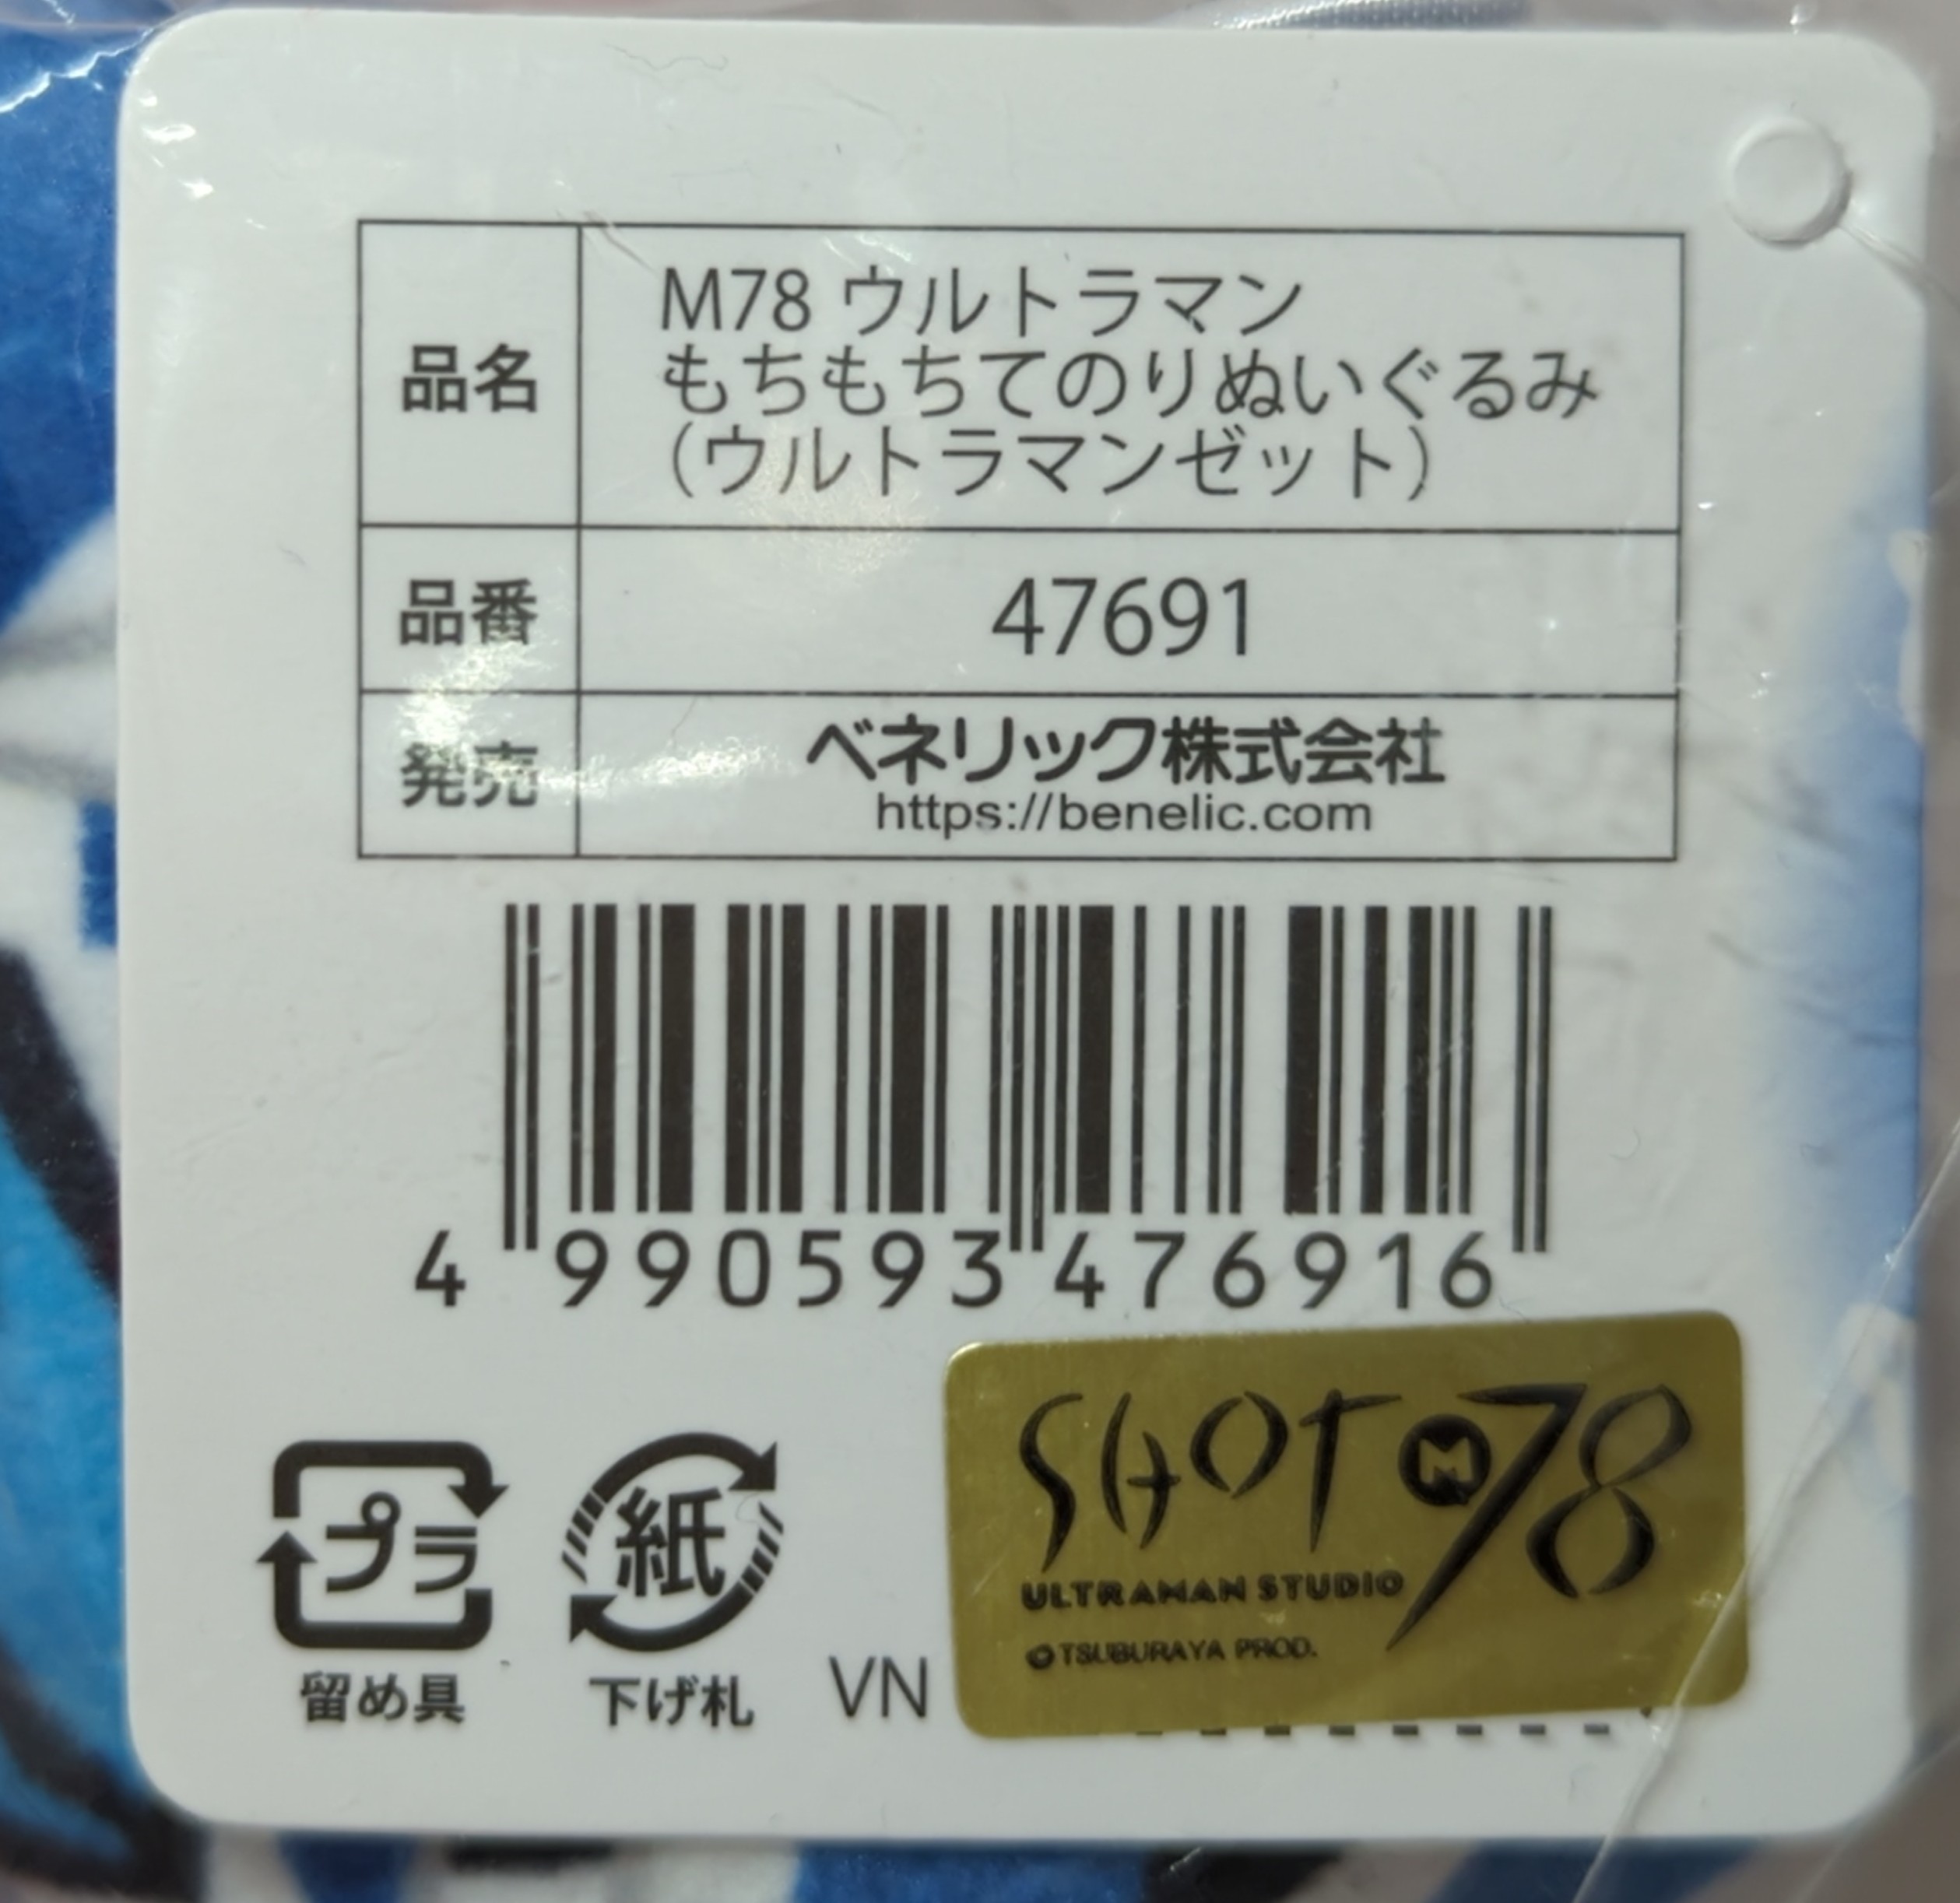 品名
M78 ウルトラマン
もちもちてのりぬいぐるみ
（ウルトラマンゼット）
品番
47691
発売
ベネリック株式会社
https://benelic.com
4 990593 476916
プラ
留め具
紙
下げ札
VN
SHOT M78
ULTRAMAN STUDIO
©TSUBURAYA PROD.